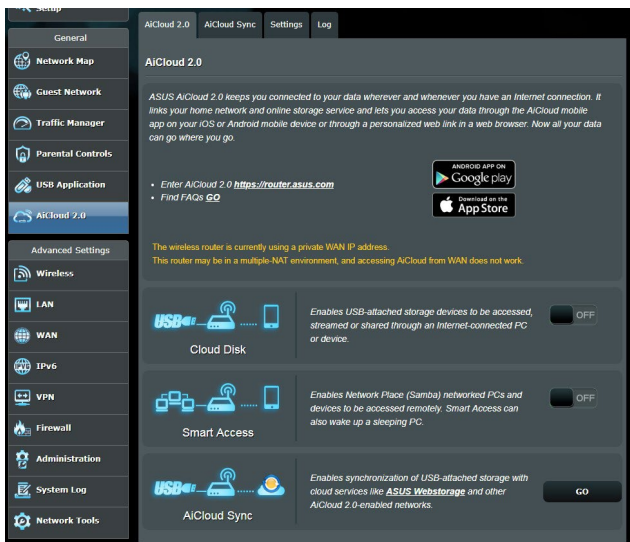 Setup
General
Network Map
Guest Network
Traffic Manager
Parental Controls
USB Application
AiCloud 2.0
Advanced Settings
Wireless
LAN
WAN
IPv6
VPN
Firewall
Administration
System Log
Network Tools
AiCloud 2.0 AiCloud Sync Settings Log
AiCloud 2.0
ASUS AiCloud 2.0 keeps you connected to your data wherever and whenever you have an Internet connection. It
links your home network and online storage service and lets you access your data through the AiCloud mobile
app on your iOS or Android mobile device or through a personalized web link in a web browser. Now all your data
can go where you go.
Enter AiCloud 2.0 https://router.asus.com
Find FAQs GO
ANDROID APP ON
Google play
Download on the
App Store
The wireless router is currently using a private WAN IP address.
This router may be in a multiple-NAT environment, and accessing AiCloud from WAN does not work.
USB
Cloud Disk
Enables USB-attached storage devices to be accessed,
streamed or shared through an Internet-connected PC
or device.
OFF
Smart Access
Enables Network Place (Samba) networked PCs and
devices to be accessed remotely. Smart Access can
also wake up a sleeping PC.
OFF
USB
AiCloud Sync
Enables synchronization of USB-attached storage with
cloud services like ASUS Webstorage and other
AiCloud 2.0-enabled networks.
GO